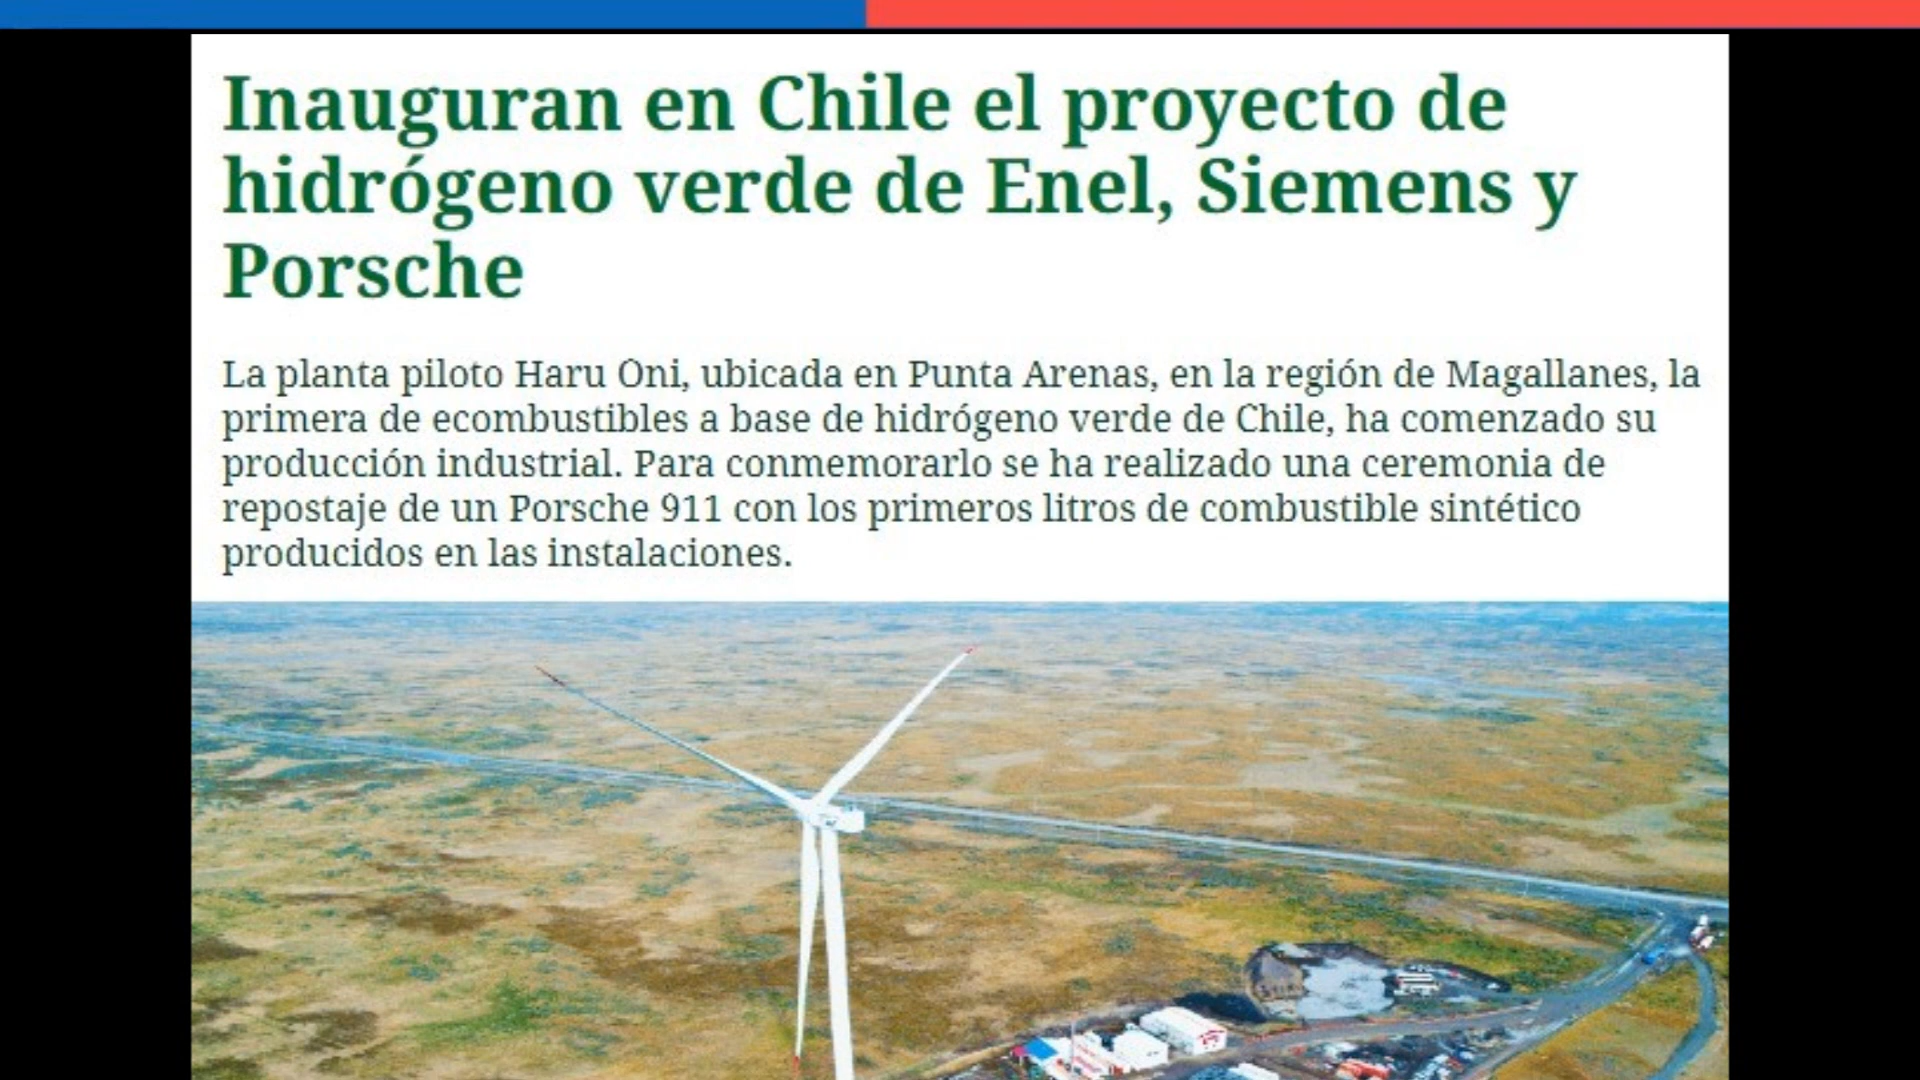 Inauguran en Chile el proyecto de
hidrógeno verde de Enel, Siemens y
Porsche
La planta piloto Haru Oni, ubicada en Punta Arenas, en la región de Magallanes, la
primera de ecombustibles a base de hidrógeno verde de Chile, ha comenzado su
producción industrial. Para conmemorarlo se ha realizado una ceremonia de
repostaje de un Porsche 911 con los primeros litros de combustible sintético
producidos en las instalaciones.